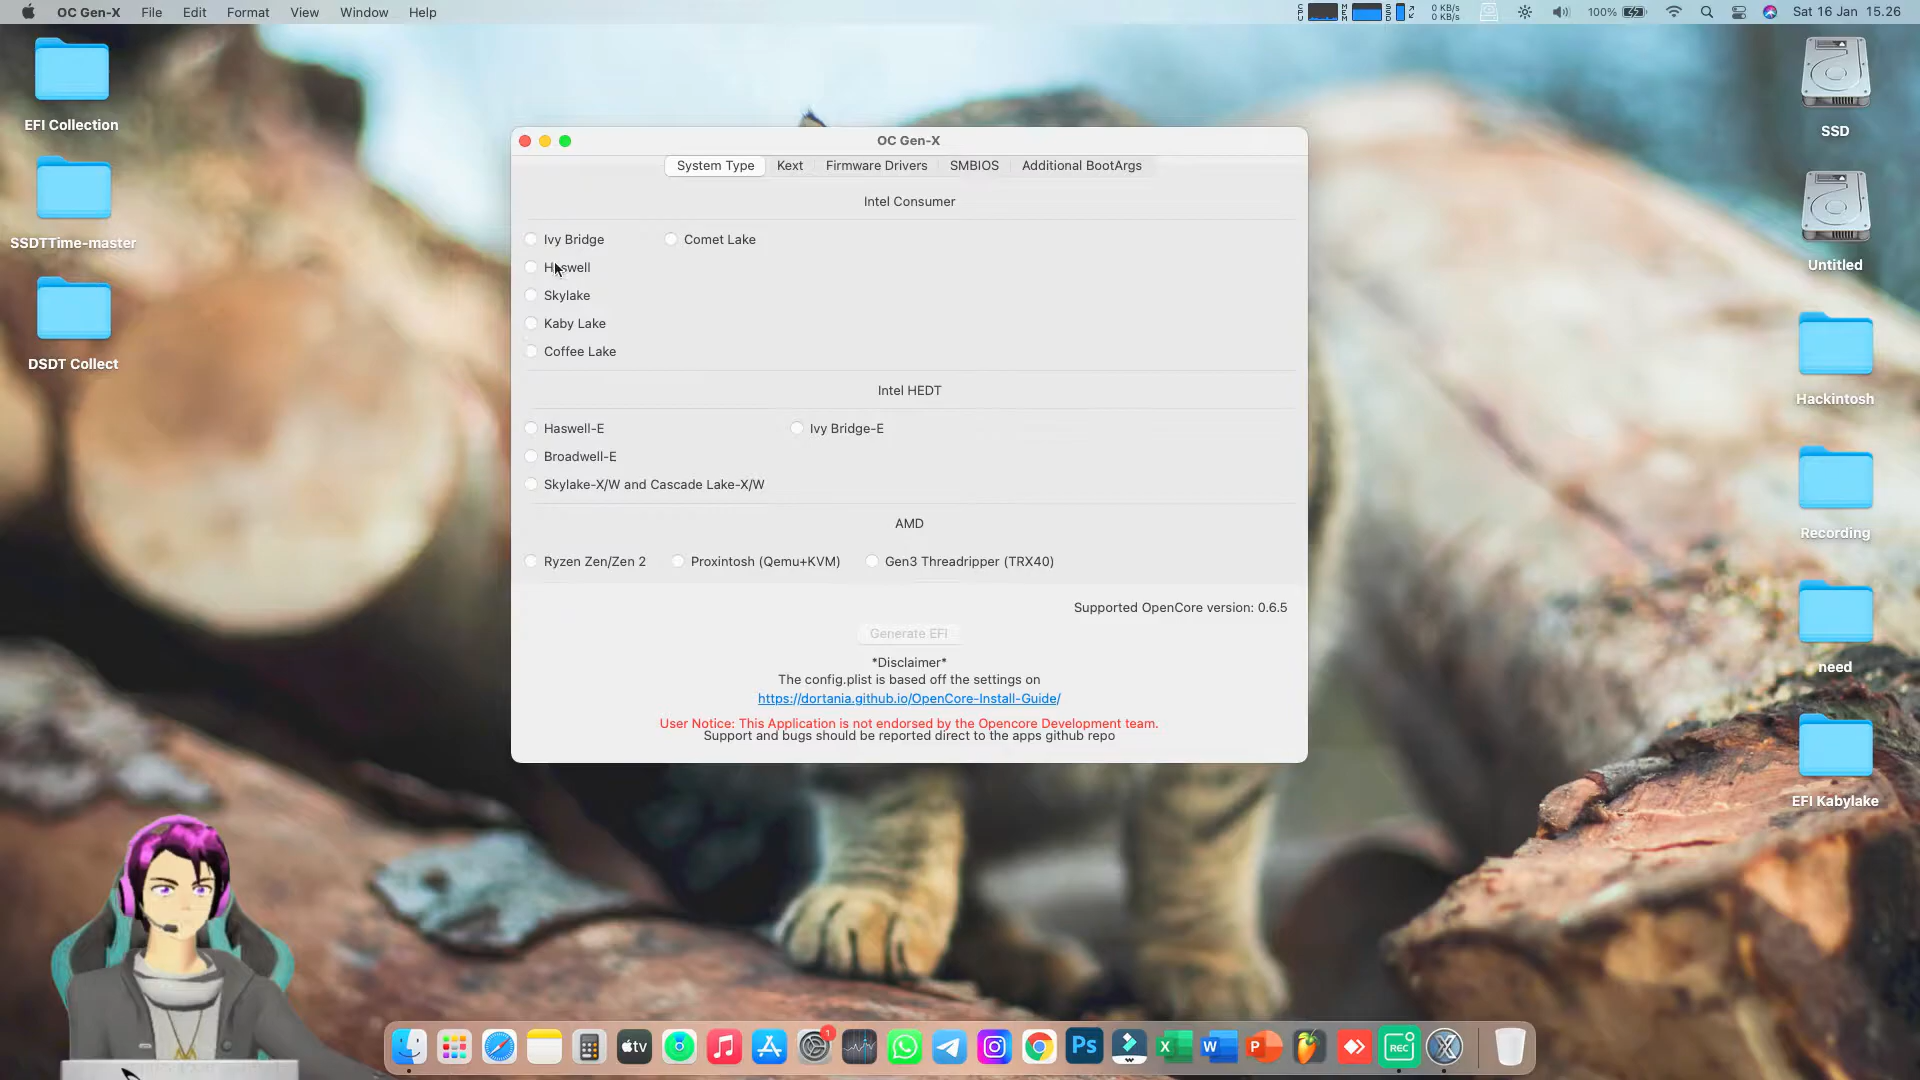 OC Gen-X File Edit Format View Window Help
0 KB/s
0 KB/s
100%
Sat 16 Jan 15.26
EFI Collection
SSDTTime-master
DSDT Collect
OC Gen-X
System Type Kext Firmware Drivers SMBIOS Additional BootArgs
Intel Consumer
Ivy Bridge Comet Lake
Haswell
Skylake
Kaby Lake
Coffee Lake
Intel HEDT
Haswell-E Ivy Bridge-E
Broadwell-E
Skylake-X/W and Cascade Lake-X/W
AMD
Ryzen Zen/Zen 2 Proxintosh (Qemu+KVM) Gen3 Threadripper (TRX40)
Supported OpenCore version: 0.6.5
Generate EFI
*Disclaimer*
The config.plist is based off the settings on
https://dortania.github.io/OpenCore-Install-Guide/
User Notice: This Application is not endorsed by the Opencore Development team.
Support and bugs should be reported direct to the apps github repo
SSD
Untitled
Hackintosh
Recording
need
EFI Kabylake
tv
1
Ps
X
W
P
REC